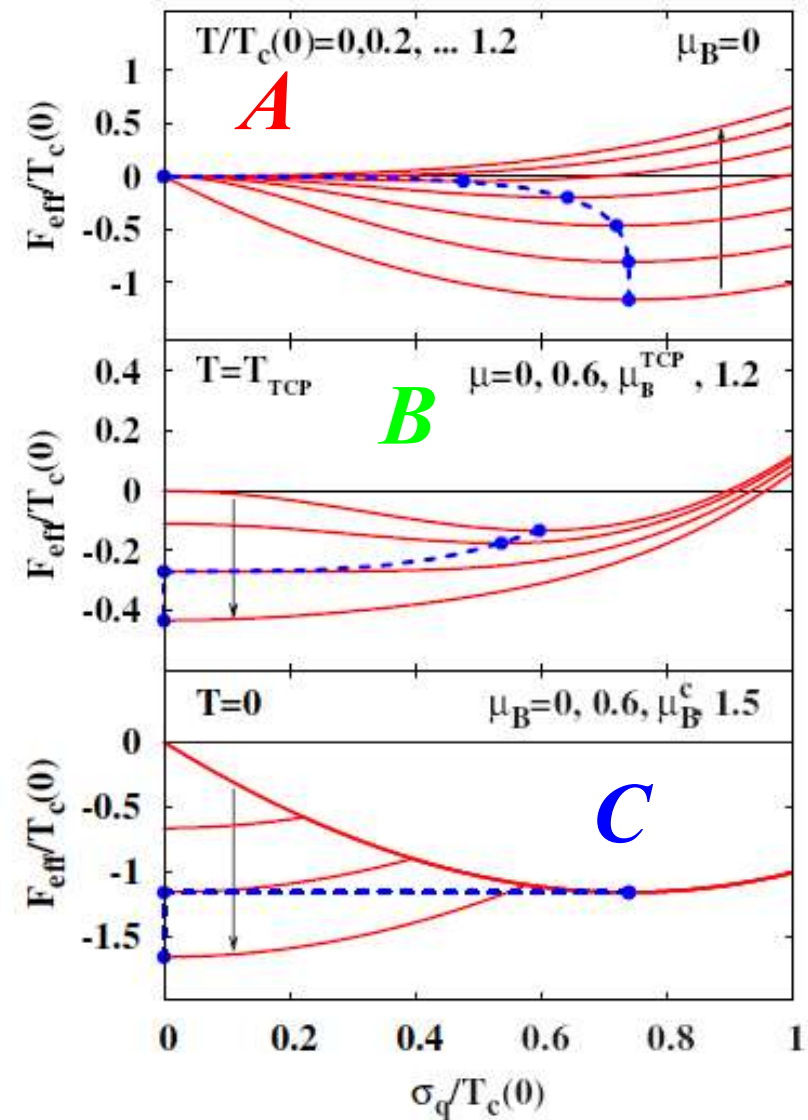 T/T_c(0)=0,0.2, ... 1.2 μ_B=0
A
1
0.5
0
-0.5
-1
F_eff/T_c(0)
T=T_TCP μ=0, 0.6, μ_B^TCP, 1.2
B
0.4
0.2
0
-0.2
-0.4
F_eff/T_c(0)
T=0 μ_B=0, 0.6, μ_B^c, 1.5
C
0
-0.5
-1
-1.5
F_eff/T_c(0)
0 0.2 0.4 0.6 0.8 1
σ_q/T_c(0)